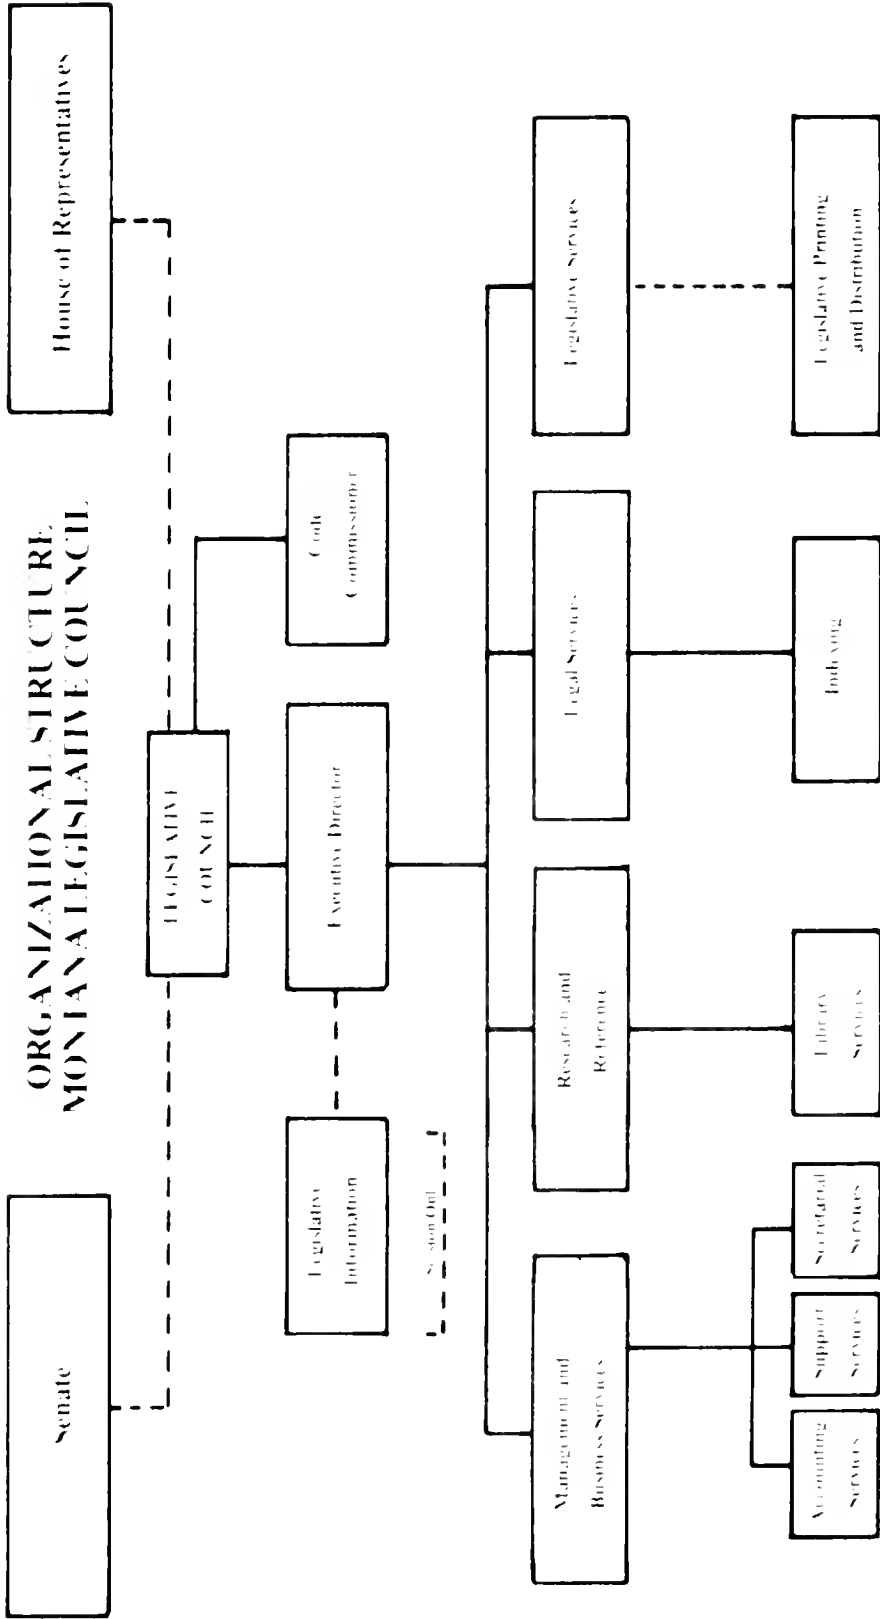 ORGANIZATIONAL STRUCTURE
MONTANA LEGISLATIVE COUNCIL
Senate
House of Representatives
LEGISLATIVE
COUNCIL
Legislative
Information
Executive Director
Code
Commissioner
Session Only
Management and
Business Services
Research and
Reference
Legal Services
Legislative Services
Accounting
Services
Support
Services
Secretarial
Services
Library
Services
Indexing
Legislative Printing
and Distribution